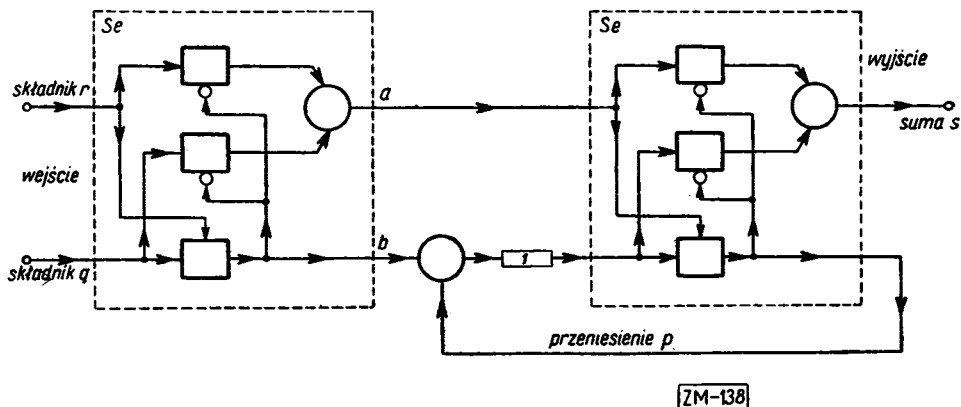 Se
Se
składnik r
a
wyjście
suma s
wejście
b
składnik q
1
przeniesienie p
ZM-138